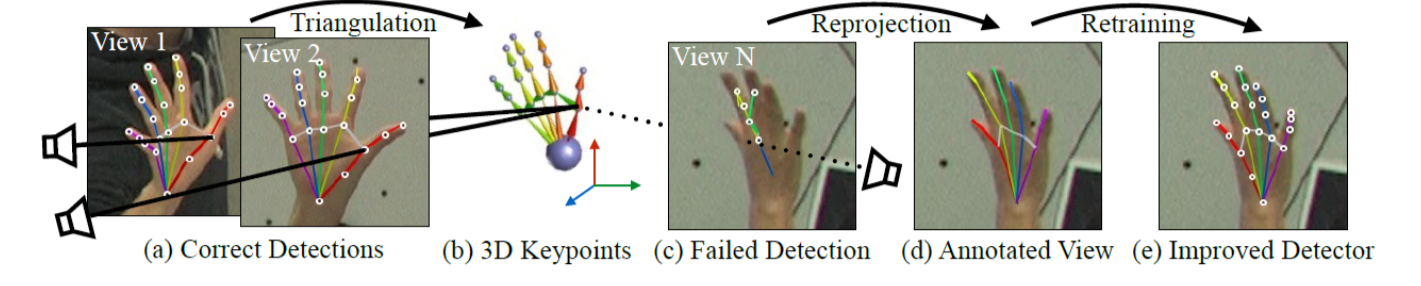 Triangulation
Reprojection
Retraining
View 1
View 2
View N
(a) Correct Detections
(b) 3D Keypoints
(c) Failed Detection
(d) Annotated View
(e) Improved Detector